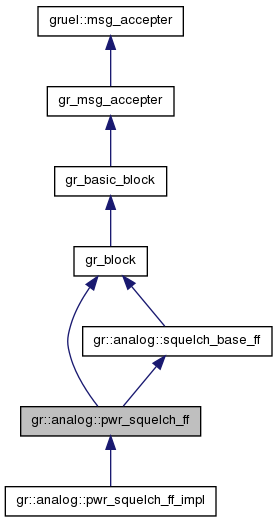 gruel::msg_accepter
gr_msg_accepter
gr_basic_block
gr_block
gr::analog::squelch_base_ff
gr::analog::pwr_squelch_ff
gr::analog::pwr_squelch_ff_impl